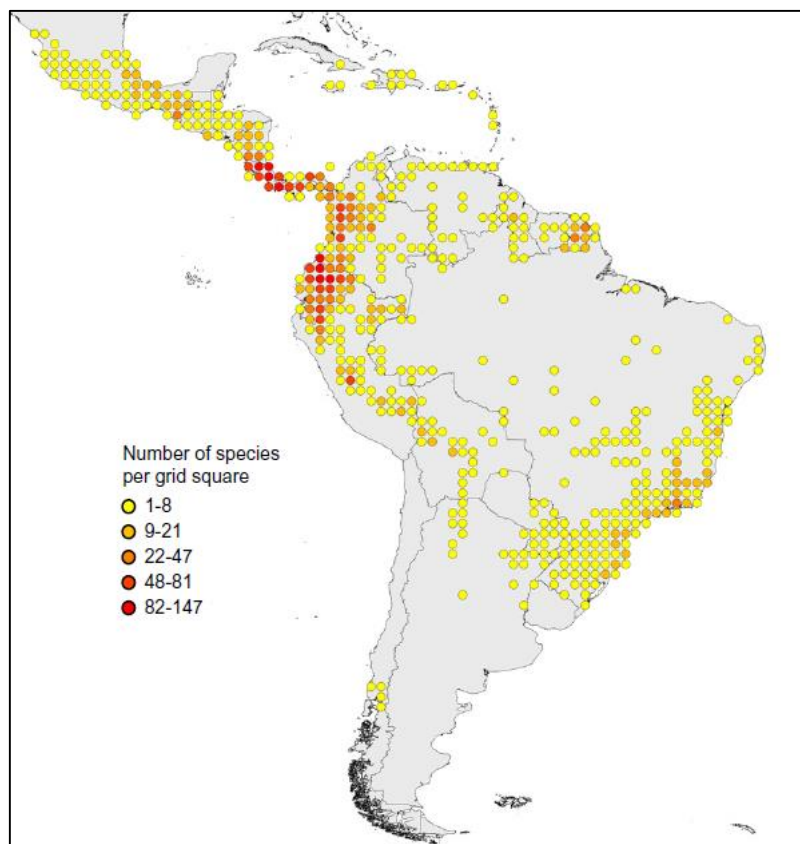 Number of species
per grid square
1-8
9-21
22-47
48-81
82-147